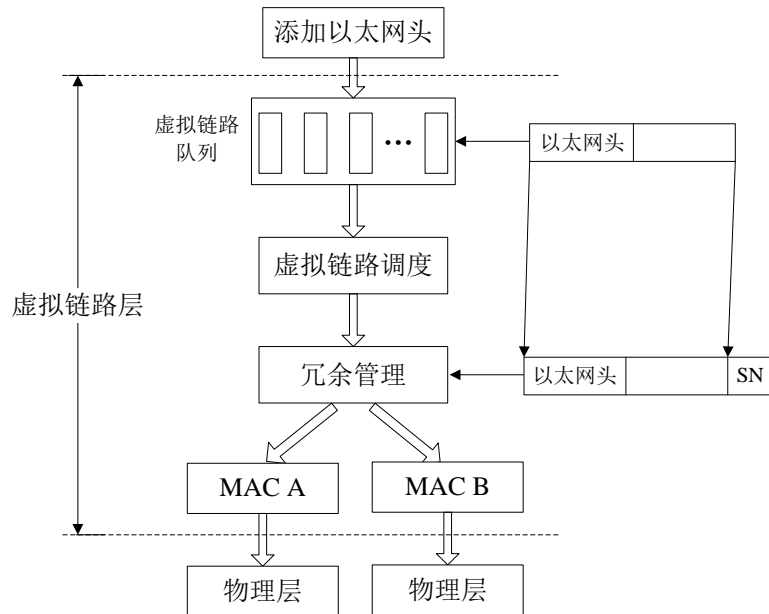 添加以太网头
虚拟链路
队列
...
以太网头
虚拟链路调度
虚拟链路层
冗余管理
以太网头
SN
MAC A
MAC B
物理层
物理层